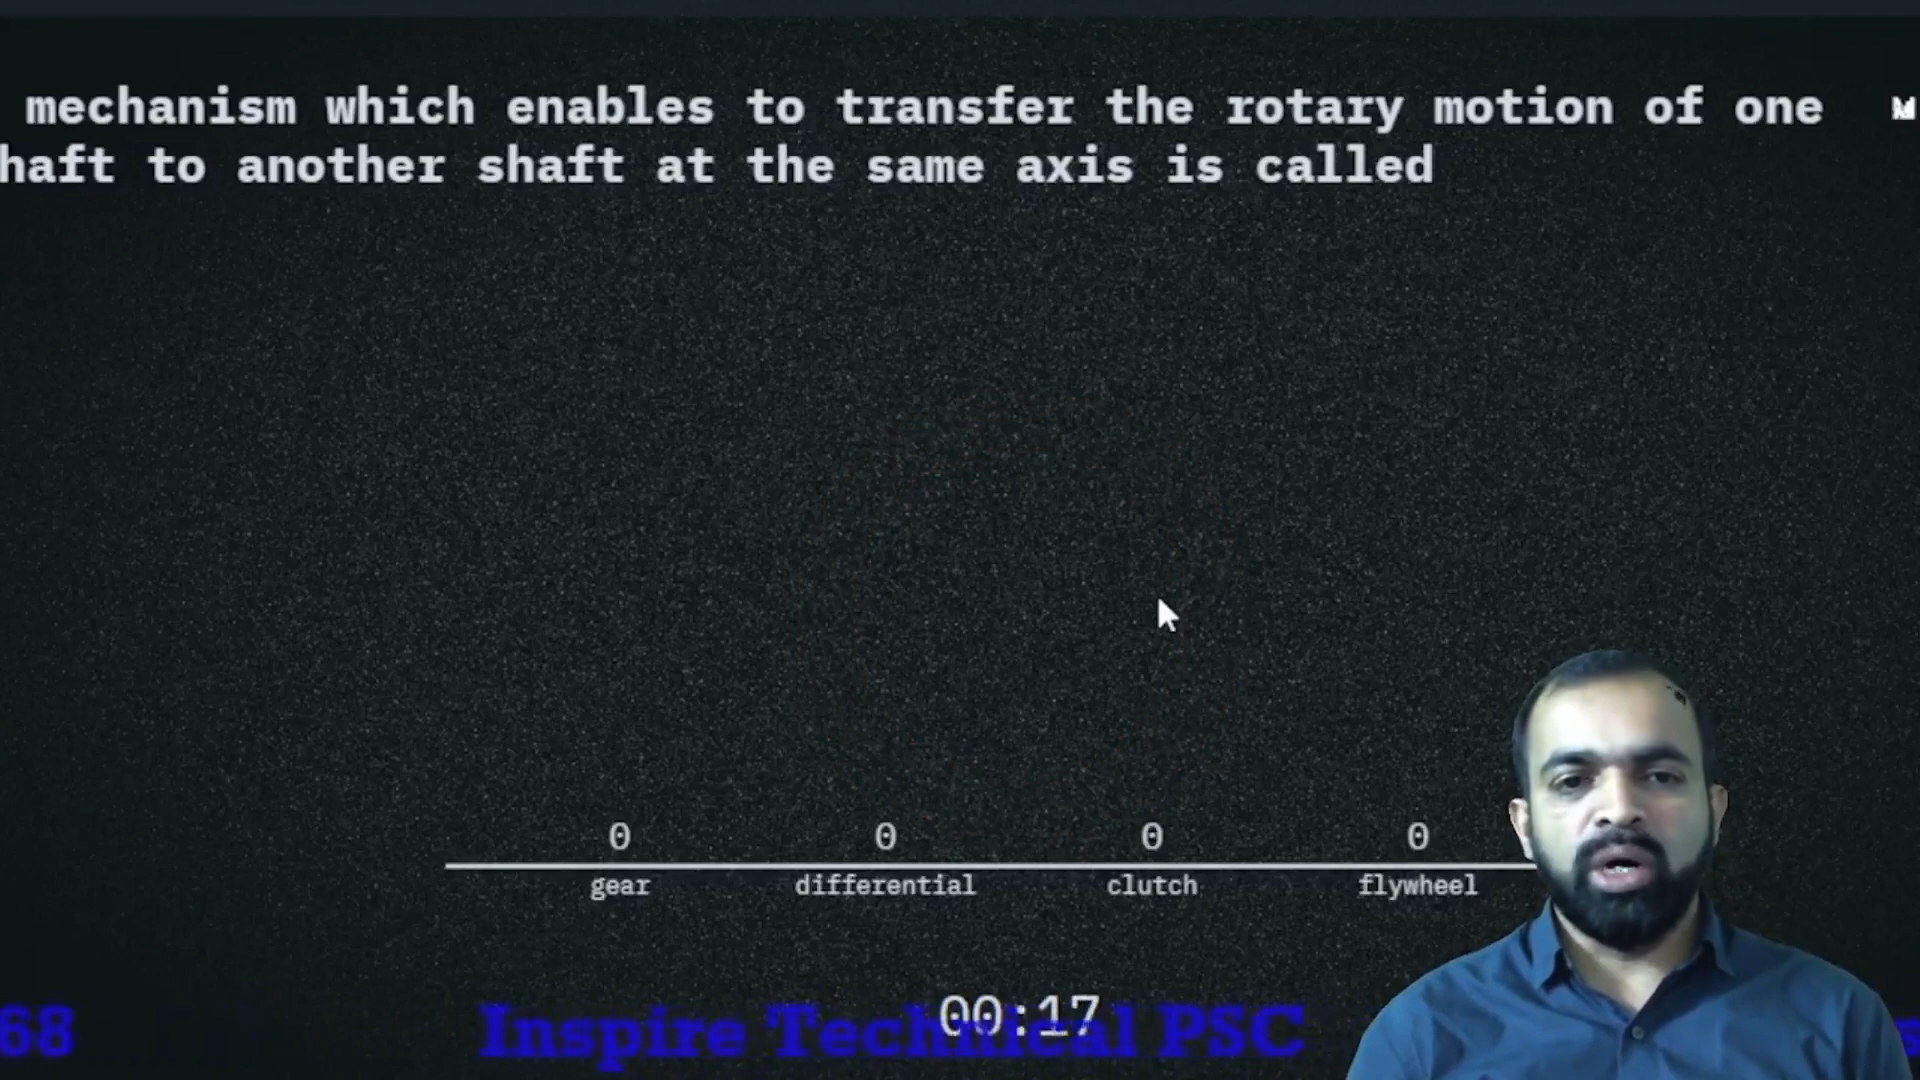 mechanism which enables to transfer the rotary motion of one
haft to another shaft at the same axis is called
0 0 0 0
gear differential clutch flywheel
00:17
68 Inspire Technical PSC